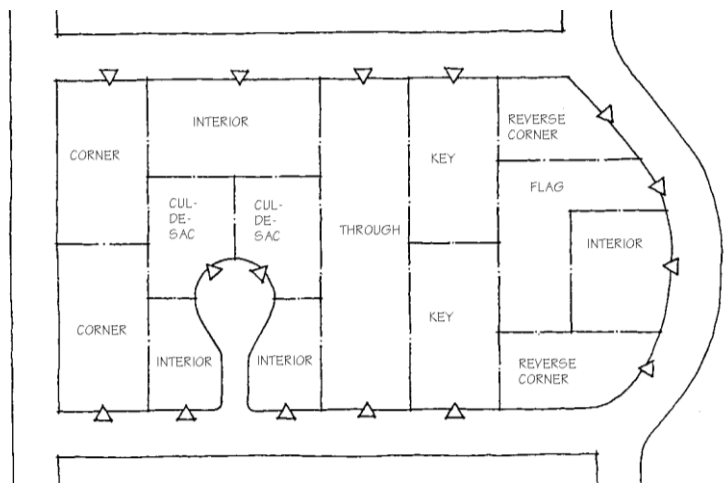 REVERSE
CORNER
INTERIOR
CORNER
KEY
FLAG
CUL-
DE-
SAC
CUL-
DE-
SAC
THROUGH
INTERIOR
KEY
CORNER
INTERIOR
INTERIOR
REVERSE
CORNER